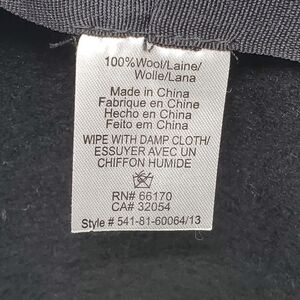 100%Wool/Laine/
Wolle/Lana
Made in China
Fabrique en Chine
Hecho en China
Feito em China
WIPE WITH DAMP CLOTH/
ESSUYER AVEC UN
CHIFFON HUMIDE
RN# 66170
CA# 32054
Style # 541-81-60064/13